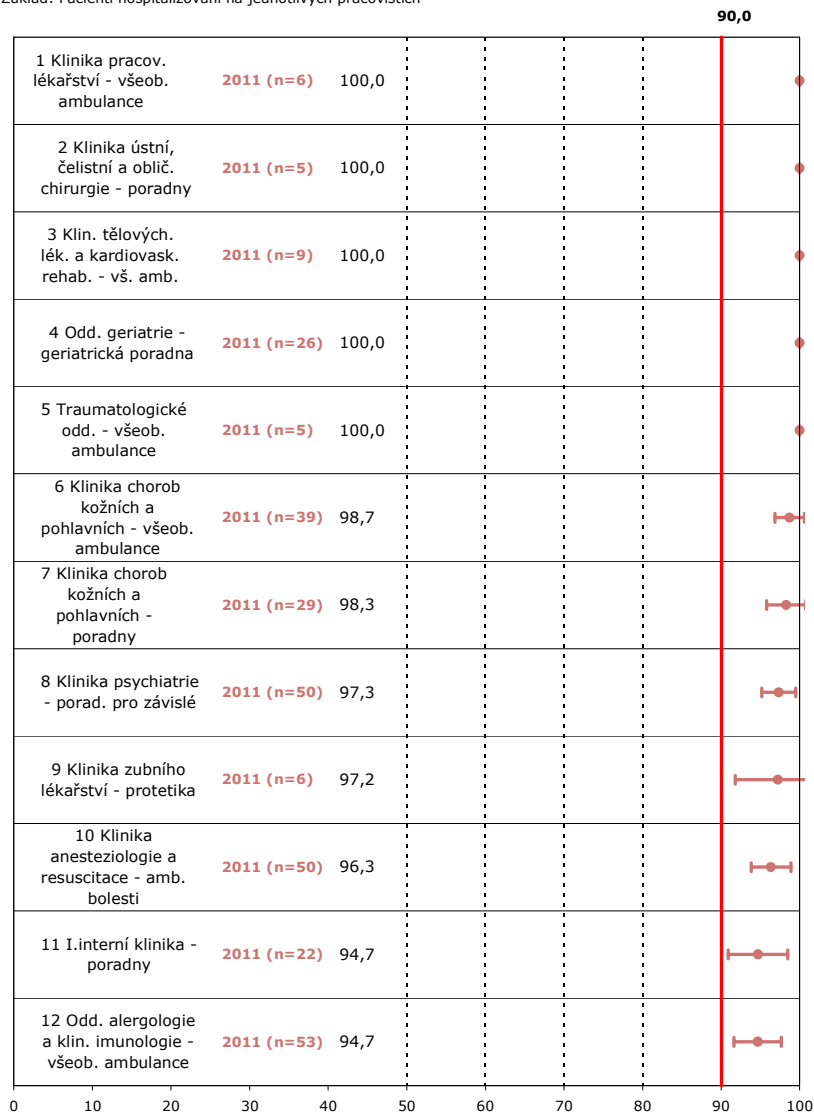 Základ: Pacienti hospitalizovaní na jednotlivých pracovištích
90,0
1 Klinika pracov.
lékařství - všeob.
ambulance
2011 (n=6) 100,0
2 Klinika ústní,
čelistní a oblič.
chirurgie - poradny
2011 (n=5) 100,0
3 Klin. tělových.
lék. a kardiovask.
rehab. - vš. amb.
2011 (n=9) 100,0
4 Odd. geriatrie -
geriatrická poradna
2011 (n=26) 100,0
5 Traumatologické
odd. - všeob.
ambulance
2011 (n=5) 100,0
6 Klinika chorob
kožních a
pohlavních - všeob.
ambulance
2011 (n=39) 98,7
7 Klinika chorob
kožních a
pohlavních -
poradny
2011 (n=29) 98,3
8 Klinika psychiatrie
- porad. pro závislé
2011 (n=50) 97,3
9 Klinika zubního
lékařství - protetika
2011 (n=6) 97,2
10 Klinika
anesteziologie a
resuscitace - amb.
bolesti
2011 (n=50) 96,3
11 I.interní klinika -
poradny
2011 (n=22) 94,7
12 Odd. alergologie
a klin. imunologie -
všeob. ambulance
2011 (n=53) 94,7
0 10 20 30 40 50 60 70 80 90 100